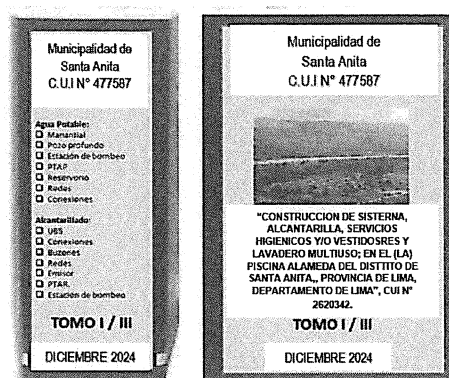 Municipalidad de
Santa Anita
C.U.I N° 477587
Agua Potable:
Manantial
Pozo profundo
Estación de bombeo
PTAP
Reservorio
Redes
Conexiones
Alcantarillado:
UBS
Conexiones
Buzones
Redes
Emisor
PTAR
Estación de bombeo
TOMO I / III
DICIEMBRE 2024
Municipalidad de
Santa Anita
C.U.I N° 477587
"CONSTRUCCION DE SISTERNA,
ALCANTARILLA, SERVICIOS
HIGIENICOS Y/O VESTIDOSRES Y
LAVADERO MULTIUSO; EN EL (LA)
PISCINA ALAMEDA DEL DISTTITO DE
SANTA ANITA,, PROVINCIA DE LIMA,
DEPARTAMENTO DE LIMA", CUI N°
2620342.
TOMO I / III
DICIEMBRE 2024